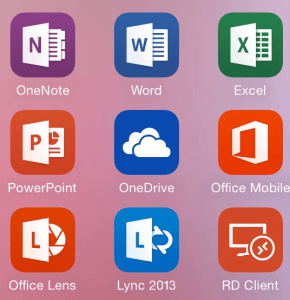 N W X
OneNote Word Excel
P
PowerPoint OneDrive Office Mobile
L L
Office Lens Lync 2013 RD Client